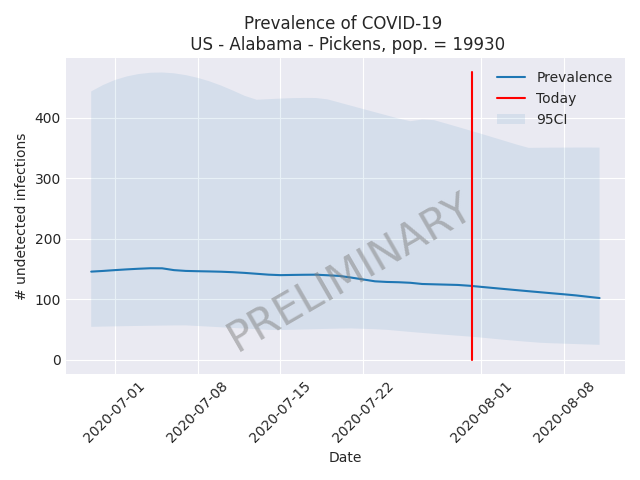 Prevalence of COVID-19
US - Alabama - Pickens, pop. = 19930
Prevalence
Today
95CI
PRELIMINARY
# undetected infections
400
300
200
100
0
2020-07-01
2020-07-08
2020-07-15
2020-07-22
2020-08-01
2020-08-08
Date